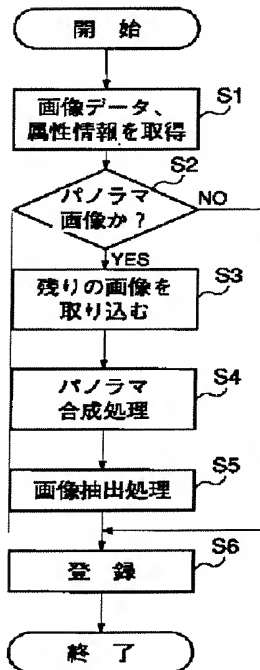 開 始
画像データ、
属性情報を取得
S1
パノラマ
画像か？
S2
NO
YES
残りの画像を
取り込む
S3
パノラマ
合成処理
S4
画像抽出処理
S5
登 録
S6
終 了